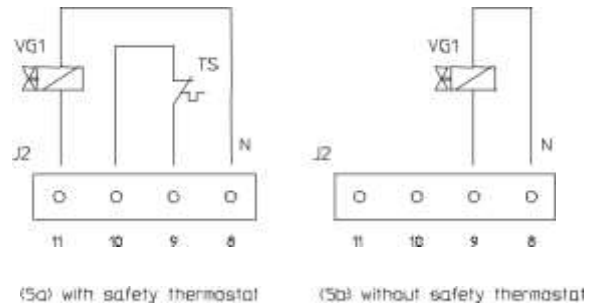 VG1
TS
J2
N
11 10 9 8
(5a) with safety thermostat
VG1
J2
N
11 10 9 8
(5b) without safety thermostat